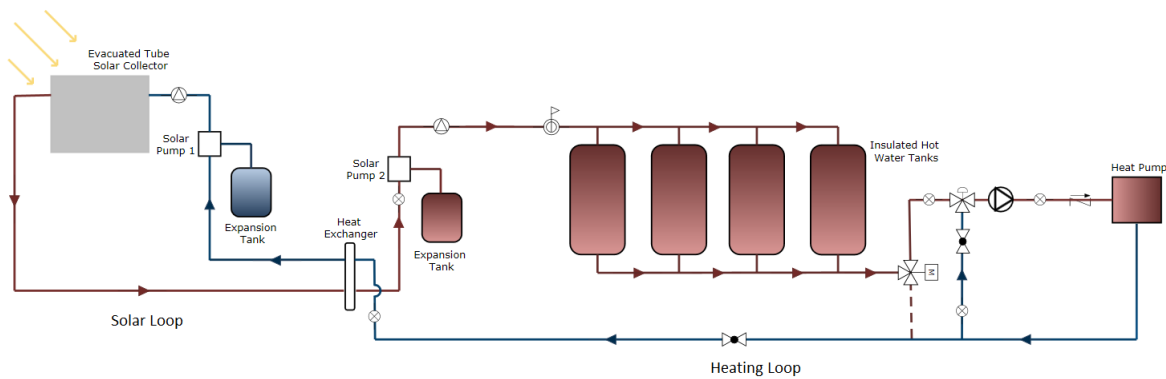 Evacuated Tube
Solar Collector
Solar
Pump 1
Expansion
Tank
Solar Loop
Heat
Exchanger
Solar
Pump 2
Expansion
Tank
Insulated Hot
Water Tanks
M
Heat Pump
Heating Loop